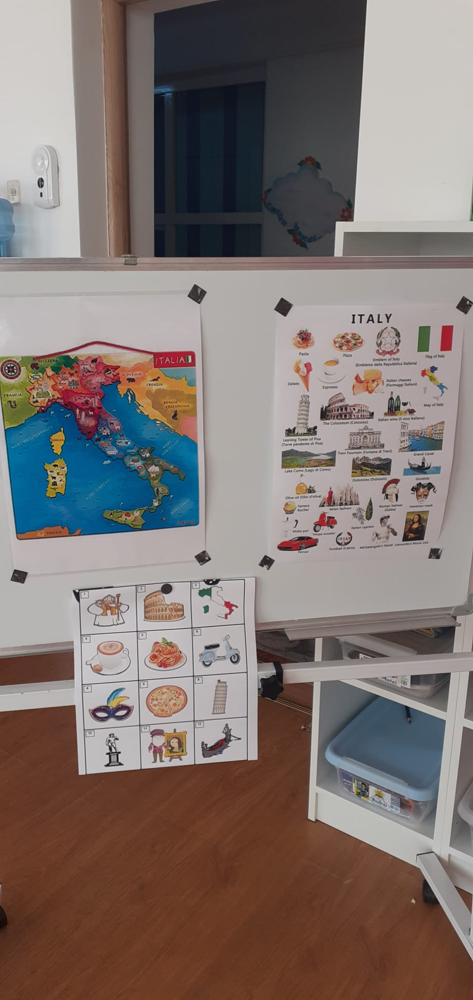 ITALIA
SVIZZERA
SLOVENIA
CROAZIA
FRANCIA
BOSNIA
-ERZEGOVINA
CORSICA
MARE MEDITERRANEO
MARE
ADRIATICO
MARE TIRRENO
MARE IONIO
TUNISIA
Janod
ITALY
Pasta
Pizza
Emblem of Italy
(Emblema della Repubblica Italiana)
Flag of Italy
Gelato
Espresso
Italian cheeses
(Formaggi Italiani)
Map of Italy
Leaning Tower of Pisa
(Torre pendente di Pisa)
The Colosseum (Colosseo)
Italian wine (Il vino Italiano)
Trevi Fountain (Fontana di Trevi)
Grand Canal
Lake Como (Lago di Como)
Dolomites (Dolomiti)
Gondola
Olive oil (Olio d'oliva)
Milan fashion
Roman helmet
(Galea)
Venetian mask
Ferrero
Rocher
Moka pot
Vespa scooter
Italian cypress
Ferrari
ITALY
Football (Calcio)
Michelangelo's David
Leonardo's Mona Lisa
1
2
3
4
5
6
6
8
9
10
11
12
Matei
Andrei